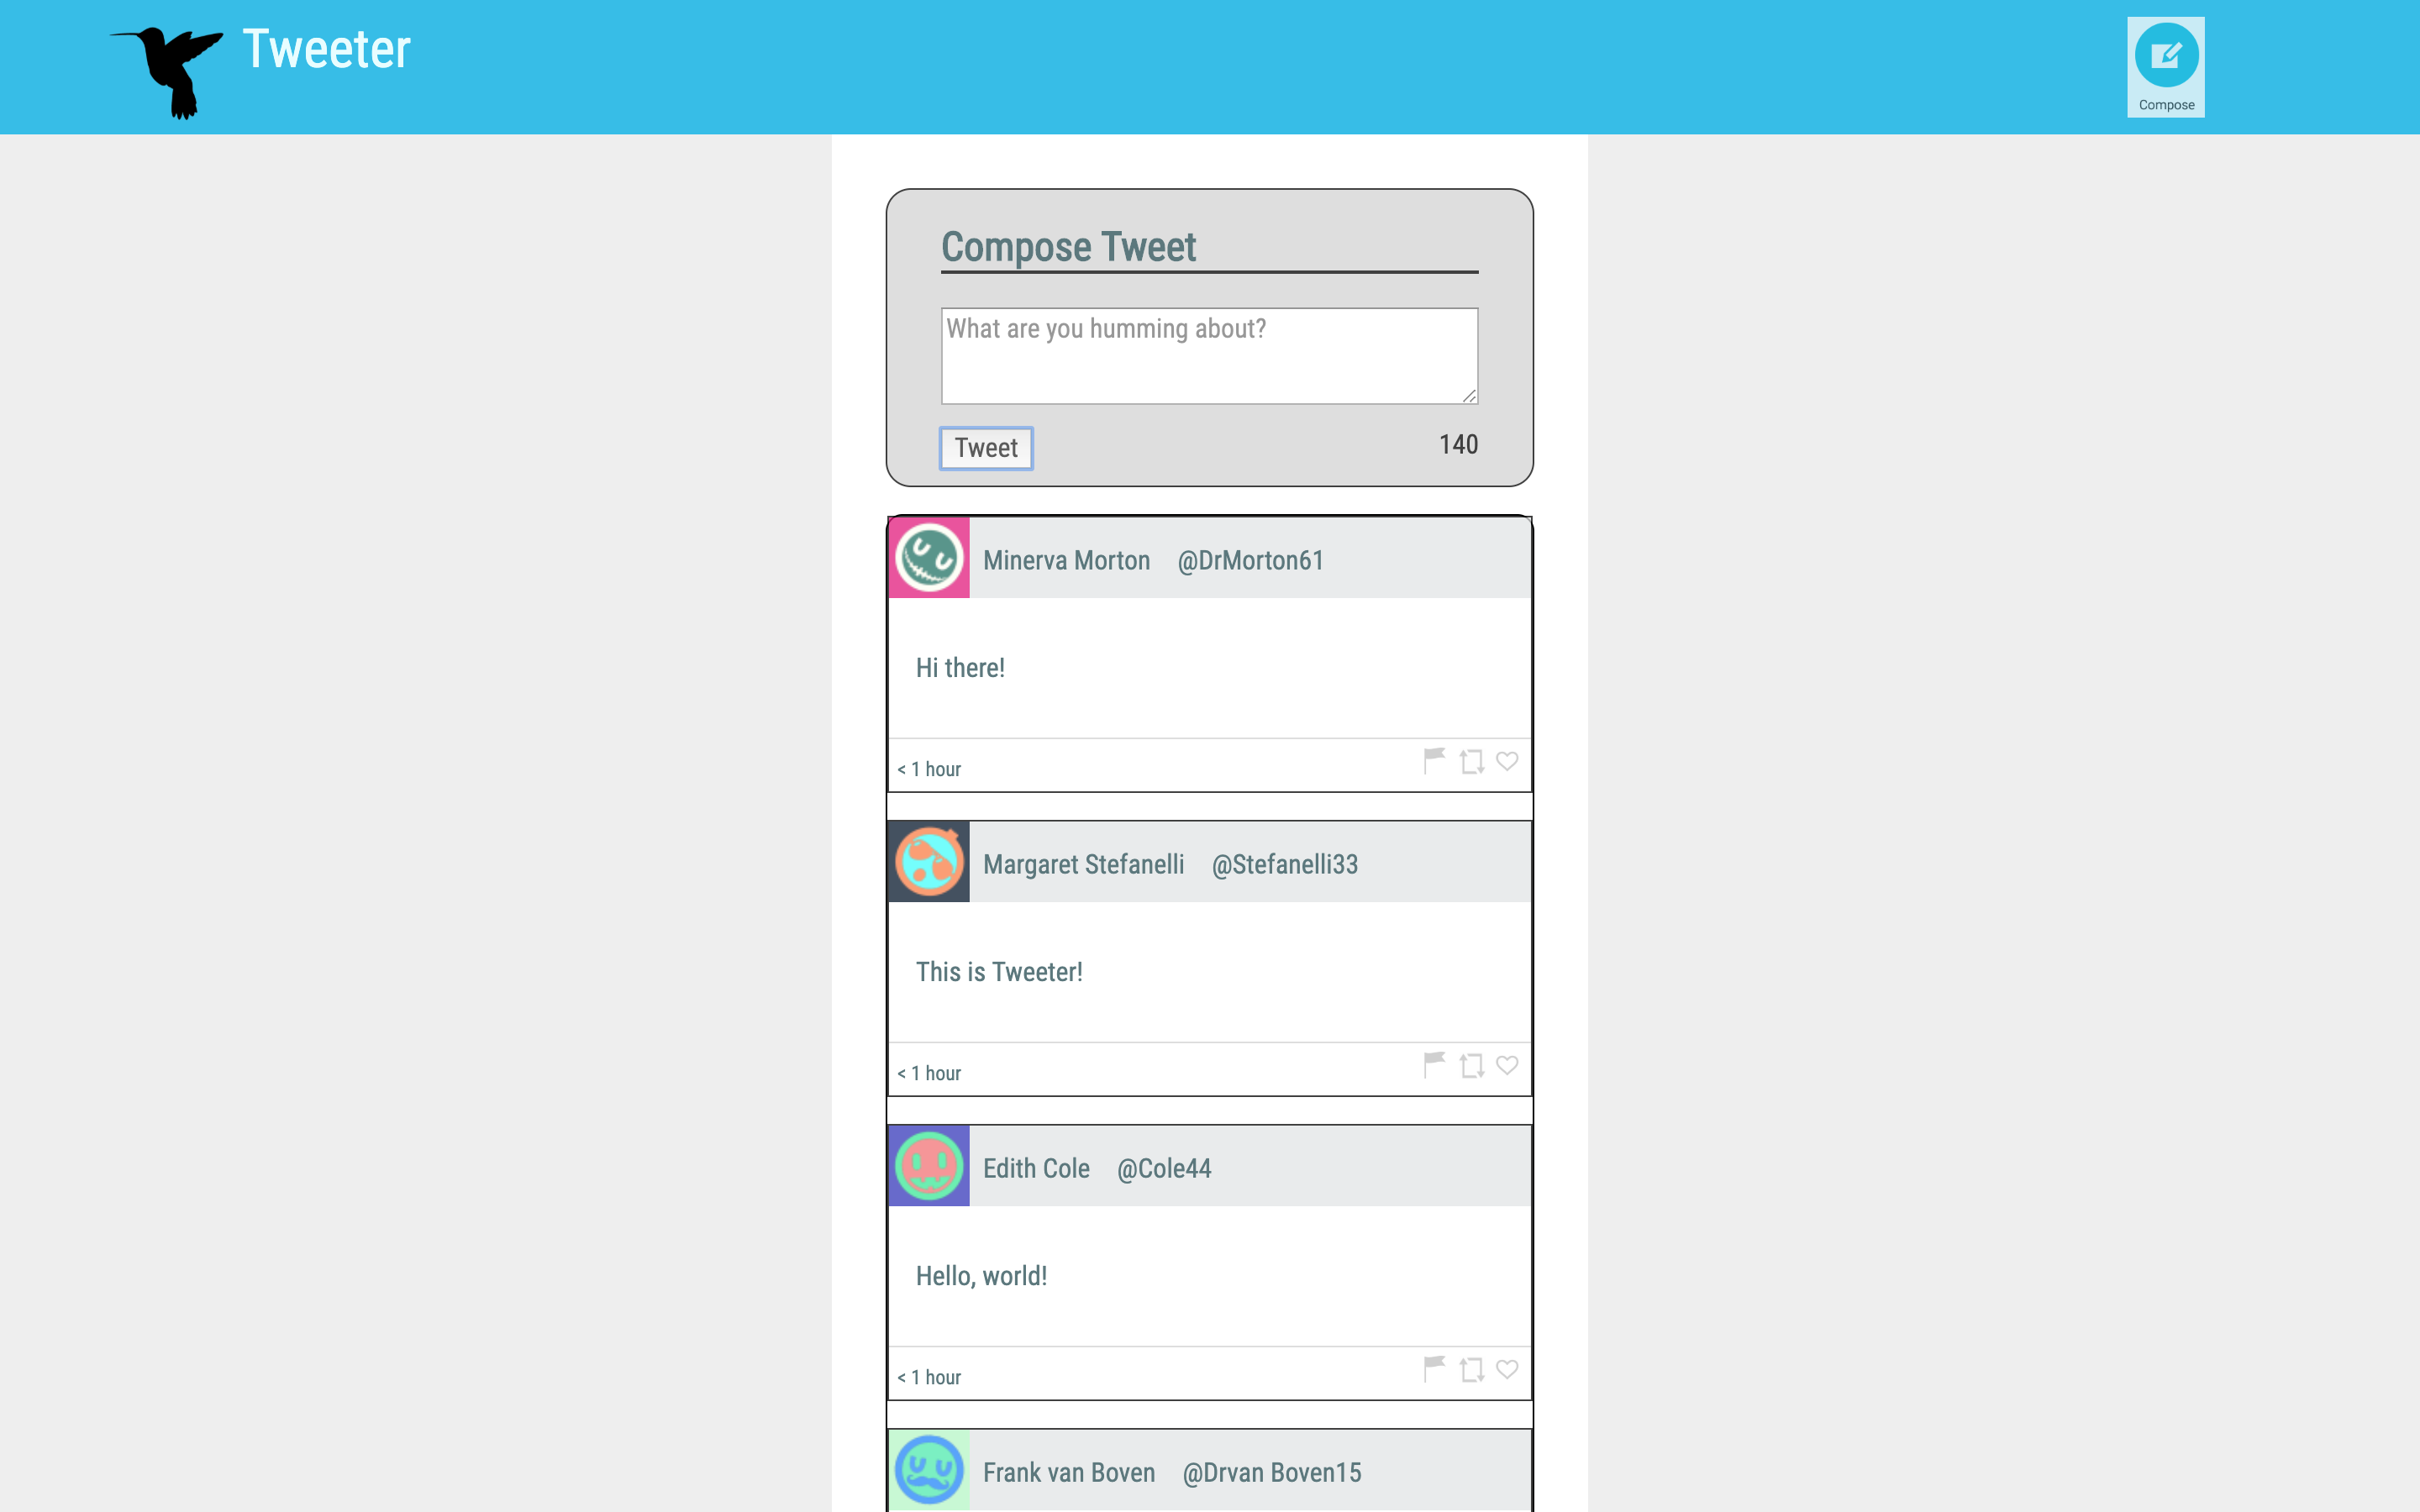 Tweeter
Compose
Compose Tweet
What are you humming about?
Tweet 140
Minerva Morton @DrMorton61
Hi there!
< 1 hour
Margaret Stefanelli @Stefanelli33
This is Tweeter!
< 1 hour
Edith Cole @Cole44
Hello, world!
< 1 hour
Frank van Boven @Drvan Boven15